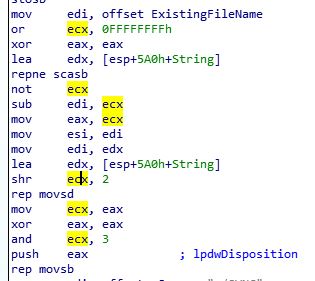 stosb
mov edi, offset ExistingFileName
or ecx, 0FFFFFFFFh
xor eax, eax
lea edx, [esp+5A0h+String]
repne scasb
not ecx
sub edi, ecx
mov eax, ecx
mov esi, edi
mov edi, edx
lea edx, [esp+5A0h+String]
shr ecx, 2
rep movsd
mov ecx, eax
xor eax, eax
and ecx, 3
push eax ; lpdwDisposition
rep movsb